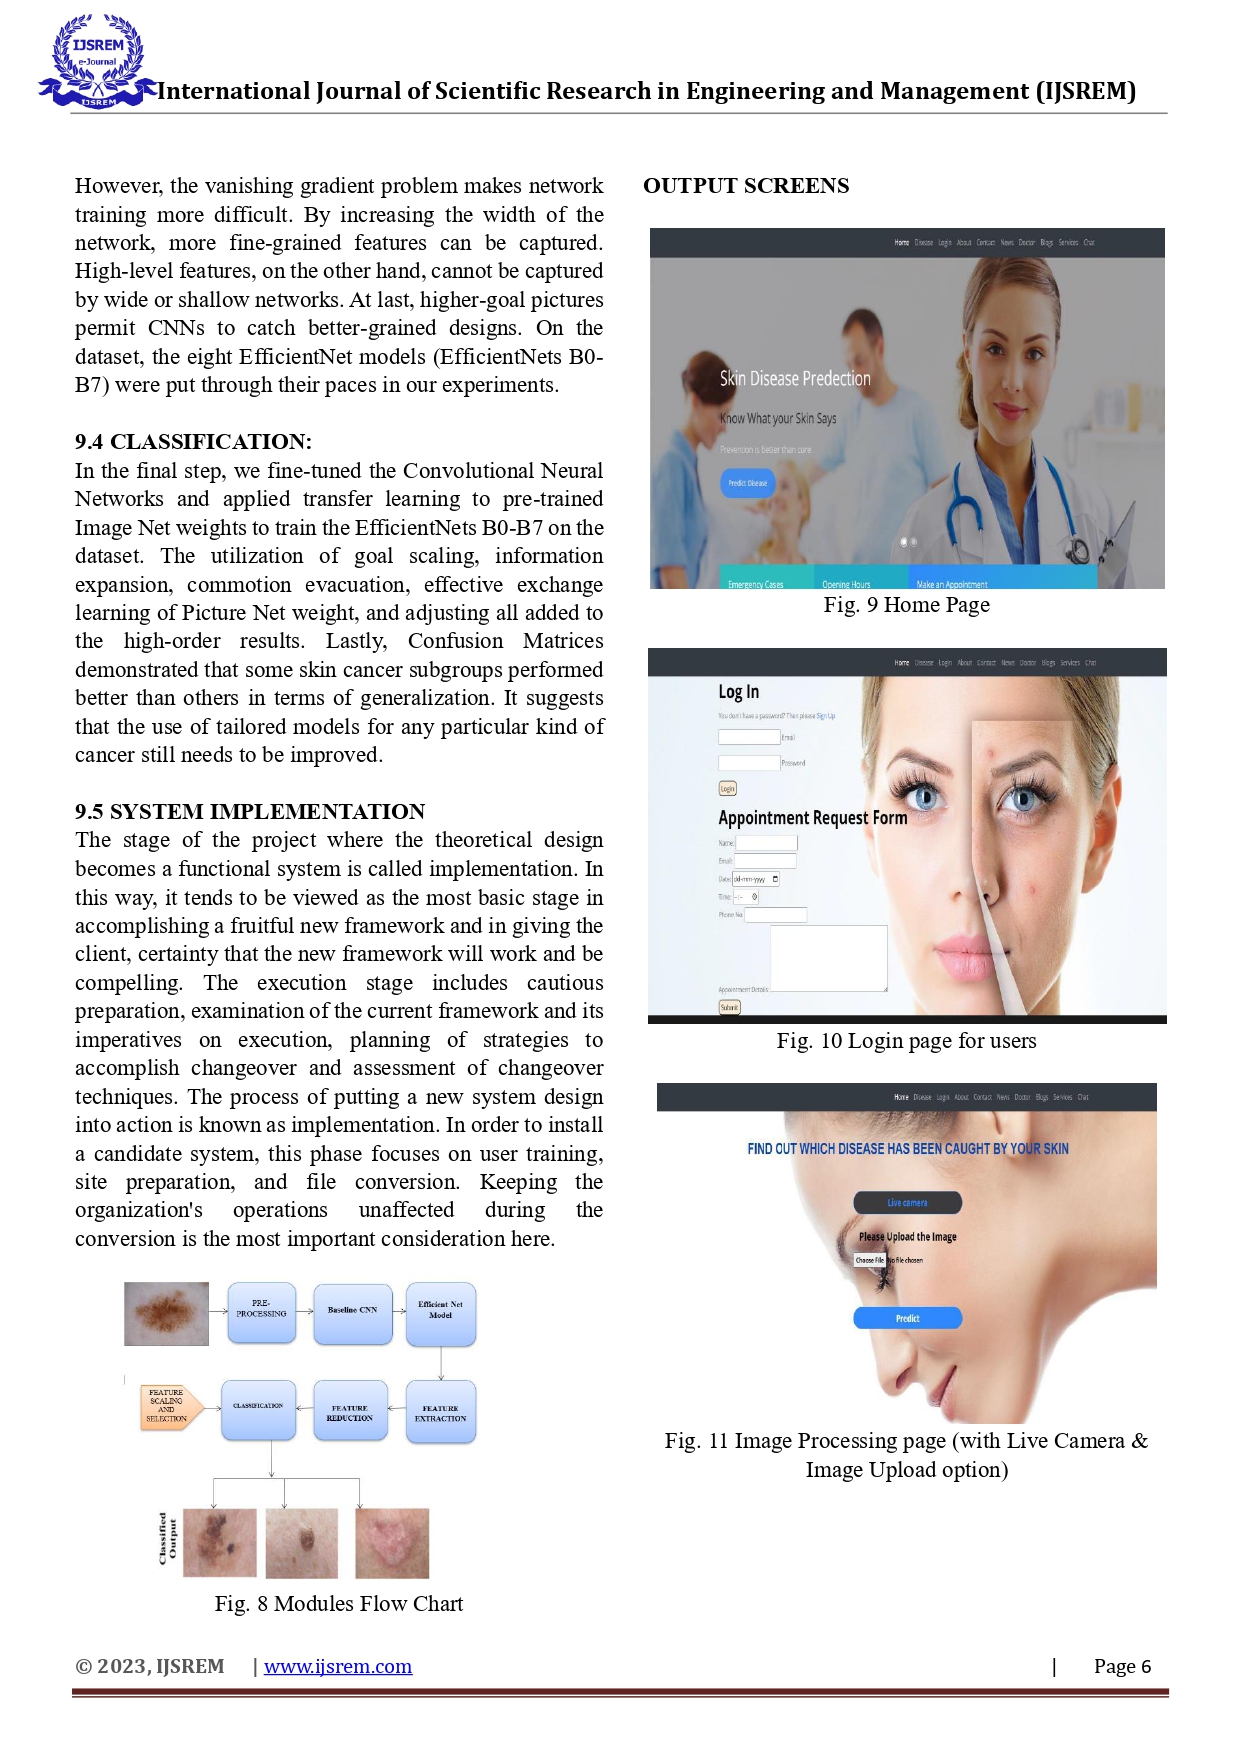 IJSREM
e-Journal
IJSREM
International Journal of Scientific Research in Engineering and Management (IJSREM)
However, the vanishing gradient problem makes network
training more difficult. By increasing the width of the
network, more fine-grained features can be captured.
High-level features, on the other hand, cannot be captured
by wide or shallow networks. At last, higher-goal pictures
permit CNNs to catch better-grained designs. On the
dataset, the eight EfficientNet models (EfficientNets B0-
B7) were put through their paces in our experiments.
9.4 CLASSIFICATION:
In the final step, we fine-tuned the Convolutional Neural
Networks and applied transfer learning to pre-trained
Image Net weights to train the EfficientNets B0-B7 on the
dataset. The utilization of goal scaling, information
expansion, commotion evacuation, effective exchange
learning of Picture Net weight, and adjusting all added to
the high-order results. Lastly, Confusion Matrices
demonstrated that some skin cancer subgroups performed
better than others in terms of generalization. It suggests
that the use of tailored models for any particular kind of
cancer still needs to be improved.
9.5 SYSTEM IMPLEMENTATION
The stage of the project where the theoretical design
becomes a functional system is called implementation. In
this way, it tends to be viewed as the most basic stage in
accomplishing a fruitful new framework and in giving the
client, certainty that the new framework will work and be
compelling. The execution stage includes cautious
preparation, examination of the current framework and its
imperatives on execution, planning of strategies to
accomplish changeover and assessment of changeover
techniques. The process of putting a new system design
into action is known as implementation. In order to install
a candidate system, this phase focuses on user training,
site preparation, and file conversion. Keeping the
organization's operations unaffected during the
conversion is the most important consideration here.
PRE-
PROCESSING
Baseline CNN
Efficient Net
Model
FEATURE
SCALING
AND
SELECTION
CLASSIFICATION
FEATURE
REDUCTION
FEATURE
EXTRACTION
Classified
Output
Fig. 8 Modules Flow Chart
OUTPUT SCREENS
Home Disease Login About Contact News Doctor Blogs Services Chat
Skin Disease Predection
Know What your Skin Says
Prevention is better than cure
Predict Disease
Emergency Cases Opening Hours Make an Appointment
Fig. 9 Home Page
Home Disease Login About Contact News Doctor Blogs Services Chat
Log In
You don't have a password? Then please Sign Up
Email
Password
Login
Appointment Request Form
Name:
Email:
Date: dd-mm-yyyy
Time: --:--
Phone No:
Appointment Details:
Submit
Fig. 10 Login page for users
Home Disease Login About Contact News Doctor Blogs Services Chat
FIND OUT WHICH DISEASE HAS BEEN CAUGHT BY YOUR SKIN
Live camera
Please Upload the Image
Choose File No file chosen
Predict
Fig. 11 Image Processing page (with Live Camera &
Image Upload option)
© 2023, IJSREM | www.ijsrem.com | Page 6